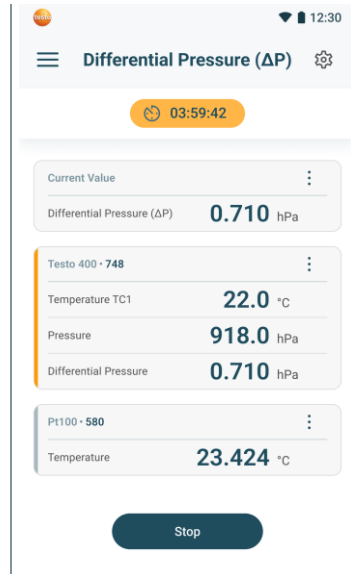 testo
12:30
Differential Pressure (ΔP)
03:59:42
Current Value
Differential Pressure (ΔP) 0.710 hPa
Testo 400 • 748
Temperature TC1 22.0 °C
Pressure 918.0 hPa
Differential Pressure 0.710 hPa
Pt100 • 580
Temperature 23.424 °C
Stop